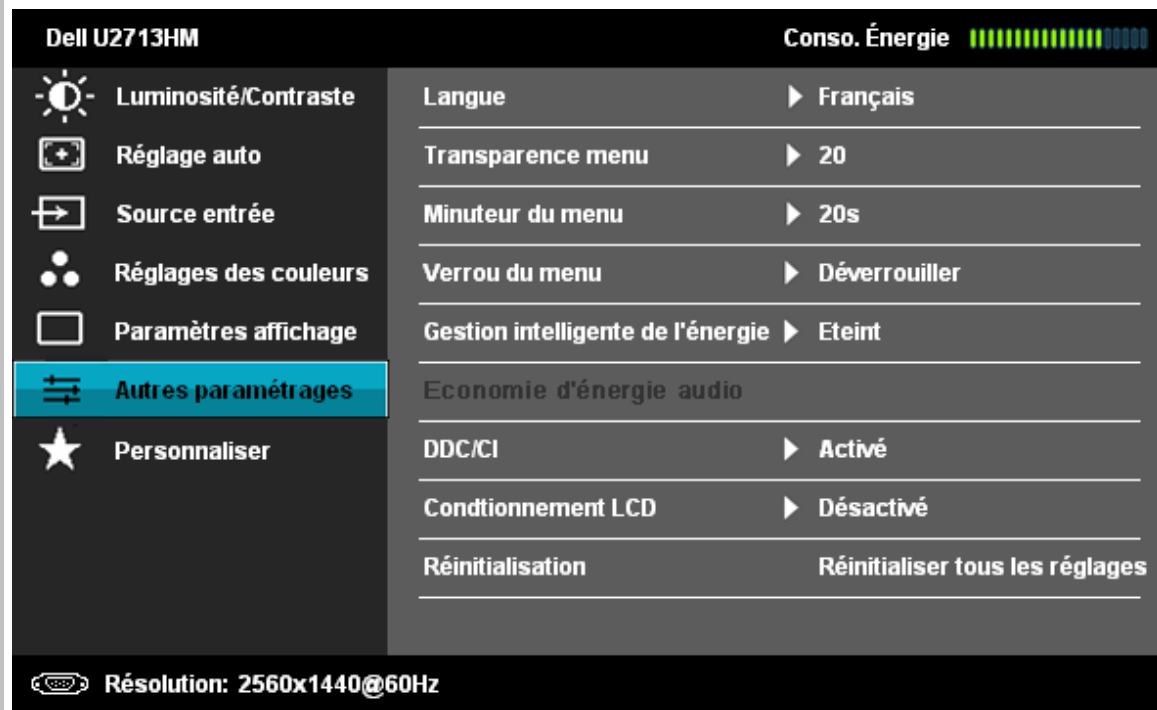 Dell U2713HM Conso. Énergie
Luminosité/Contraste Langue Français
Réglage auto Transparence menu 20
Source entrée Minuteur du menu 20s
Réglages des couleurs Verrou du menu Déverrouiller
Paramètres affichage Gestion intelligente de l'énergie Eteint
Autres paramétrages Economie d'énergie audio
Personnaliser DDC/CI Activé
Condtionnement LCD Désactivé
Réinitialisation Réinitialiser tous les réglages
Résolution: 2560x1440@60Hz